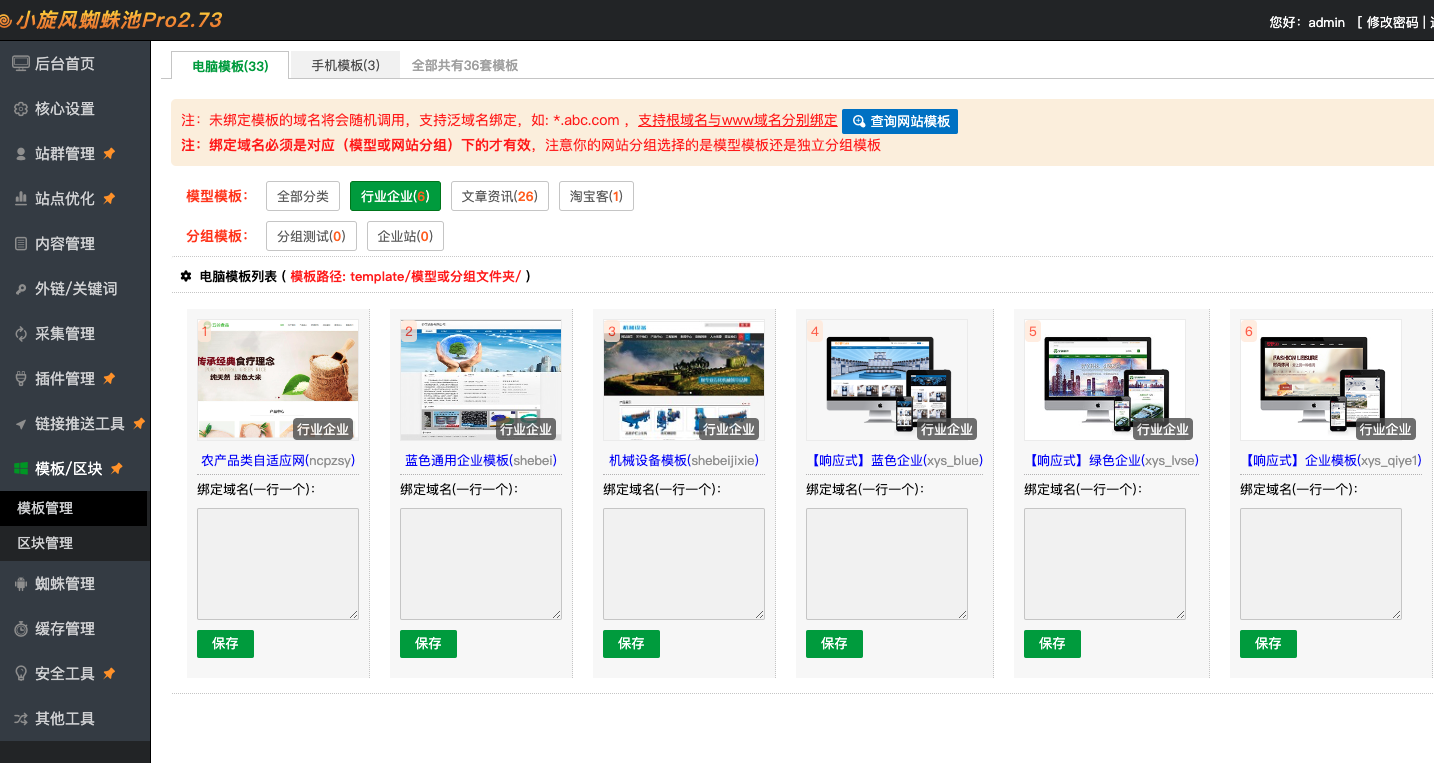 小旋风蜘蛛池Pro2.73
您好：admin [ 修改密码 |
后台首页
核心设置
站群管理
站点优化
内容管理
外链/关键词
采集管理
插件管理
链接推送工具
模板/区块
模板管理
区块管理
蜘蛛管理
缓存管理
安全工具
其他工具
电脑模板(33) 手机模板(3) 全部共有36套模板
注：未绑定模板的域名将会随机调用，支持泛域名绑定，如: *.abc.com ，支持根域名与www域名分别绑定 查询网站模板
注：绑定域名必须是对应（模型或网站分组）下的才有效，注意你的网站分组选择的是模型模板还是独立分组模板
模型模板： 全部分类 行业企业(6) 文章资讯(26) 淘宝客(1)
分组模板： 分组测试(0) 企业站(0)
电脑模板列表 ( 模板路径: template/模型或分组文件夹/ )
1 2 3 4 5 6
传承经典食疗理念
纯天然 绿色大米
机械设备
FASHION LEISURE
行业企业 行业企业 行业企业 行业企业 行业企业 行业企业
农产品类自适应网(ncpzsy) 蓝色通用企业模板(shebei) 机械设备模板(shebeijixie) 【响应式】蓝色企业(xys_blue) 【响应式】绿色企业(xys_lvse) 【响应式】企业模板(xys_qiye1)
绑定域名(一行一个)： 绑定域名(一行一个)： 绑定域名(一行一个)： 绑定域名(一行一个)： 绑定域名(一行一个)： 绑定域名(一行一个)：
保存 保存 保存 保存 保存 保存